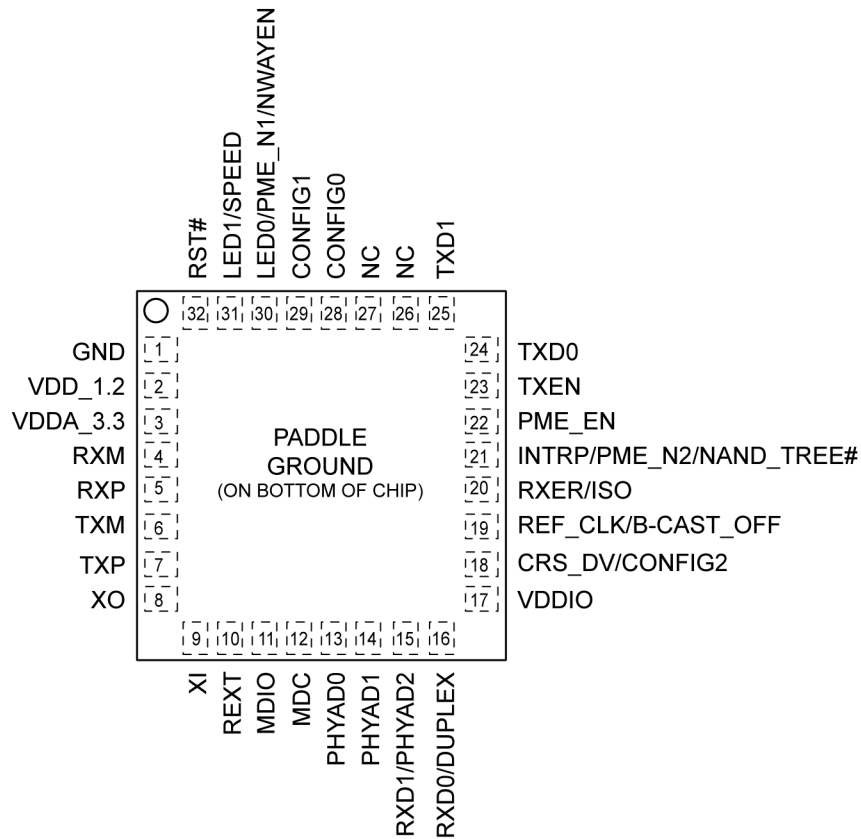 RST#
LED1/SPEED
LED0/PME_N1/NWAYEN
CONFIG1
CONFIG0
NC
NC
TXD1
32
31
30
29
28
27
26
25
GND 1
VDD_1.2 2
VDDA_3.3 3
RXM 4
RXP 5
TXM 6
TXP 7
XO 8
PADDLE
GROUND
(ON BOTTOM OF CHIP)
24 TXD0
23 TXEN
22 PME_EN
21 INTRP/PME_N2/NAND_TREE#
20 RXER/ISO
19 REF_CLK/B-CAST_OFF
18 CRS_DV/CONFIG2
17 VDDIO
9
10
11
12
13
14
15
16
XI
REXT
MDIO
MDC
PHYAD0
PHYAD1
RXD1/PHYAD2
RXD0/DUPLEX